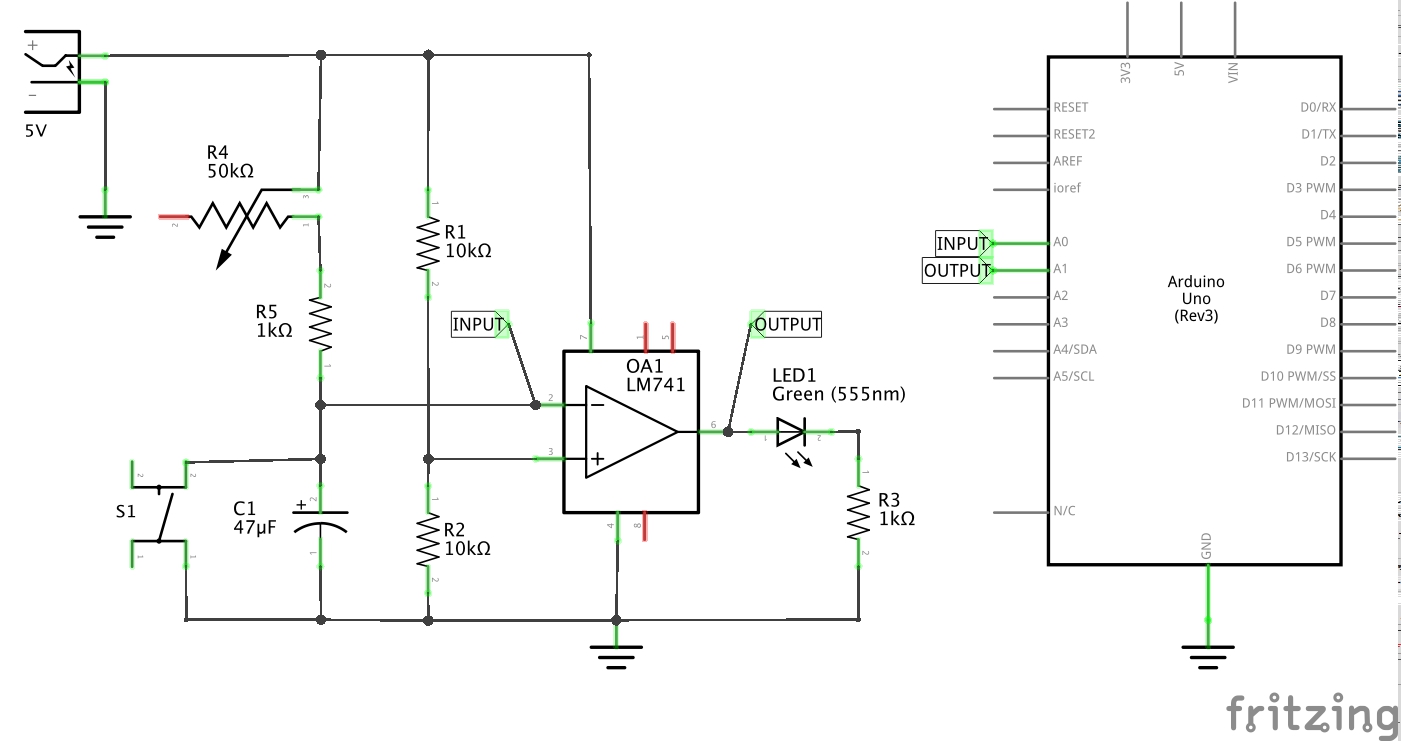 +
-
5V
R4
50kΩ
3
2
1
R1
10kΩ
1
2
R5
1kΩ
2
1
INPUT
OUTPUT
7
1
5
OA1
LM741
2
−
3
+
6
4
8
LED1
Green (555nm)
1
2
R3
1kΩ
1
2
S1
2
2
1
1
C1
47µF
+
2
1
R2
10kΩ
1
2
3V3
5V
VIN
RESET
RESET2
AREF
ioref
INPUT
A0
OUTPUT
A1
A2
A3
A4/SDA
A5/SCL
N/C
Arduino
Uno
(Rev3)
D0/RX
D1/TX
D2
D3 PWM
D4
D5 PWM
D6 PWM
D7
D8
D9 PWM
D10 PWM/SS
D11 PWM/MOSI
D12/MISO
D13/SCK
GND
fritzing